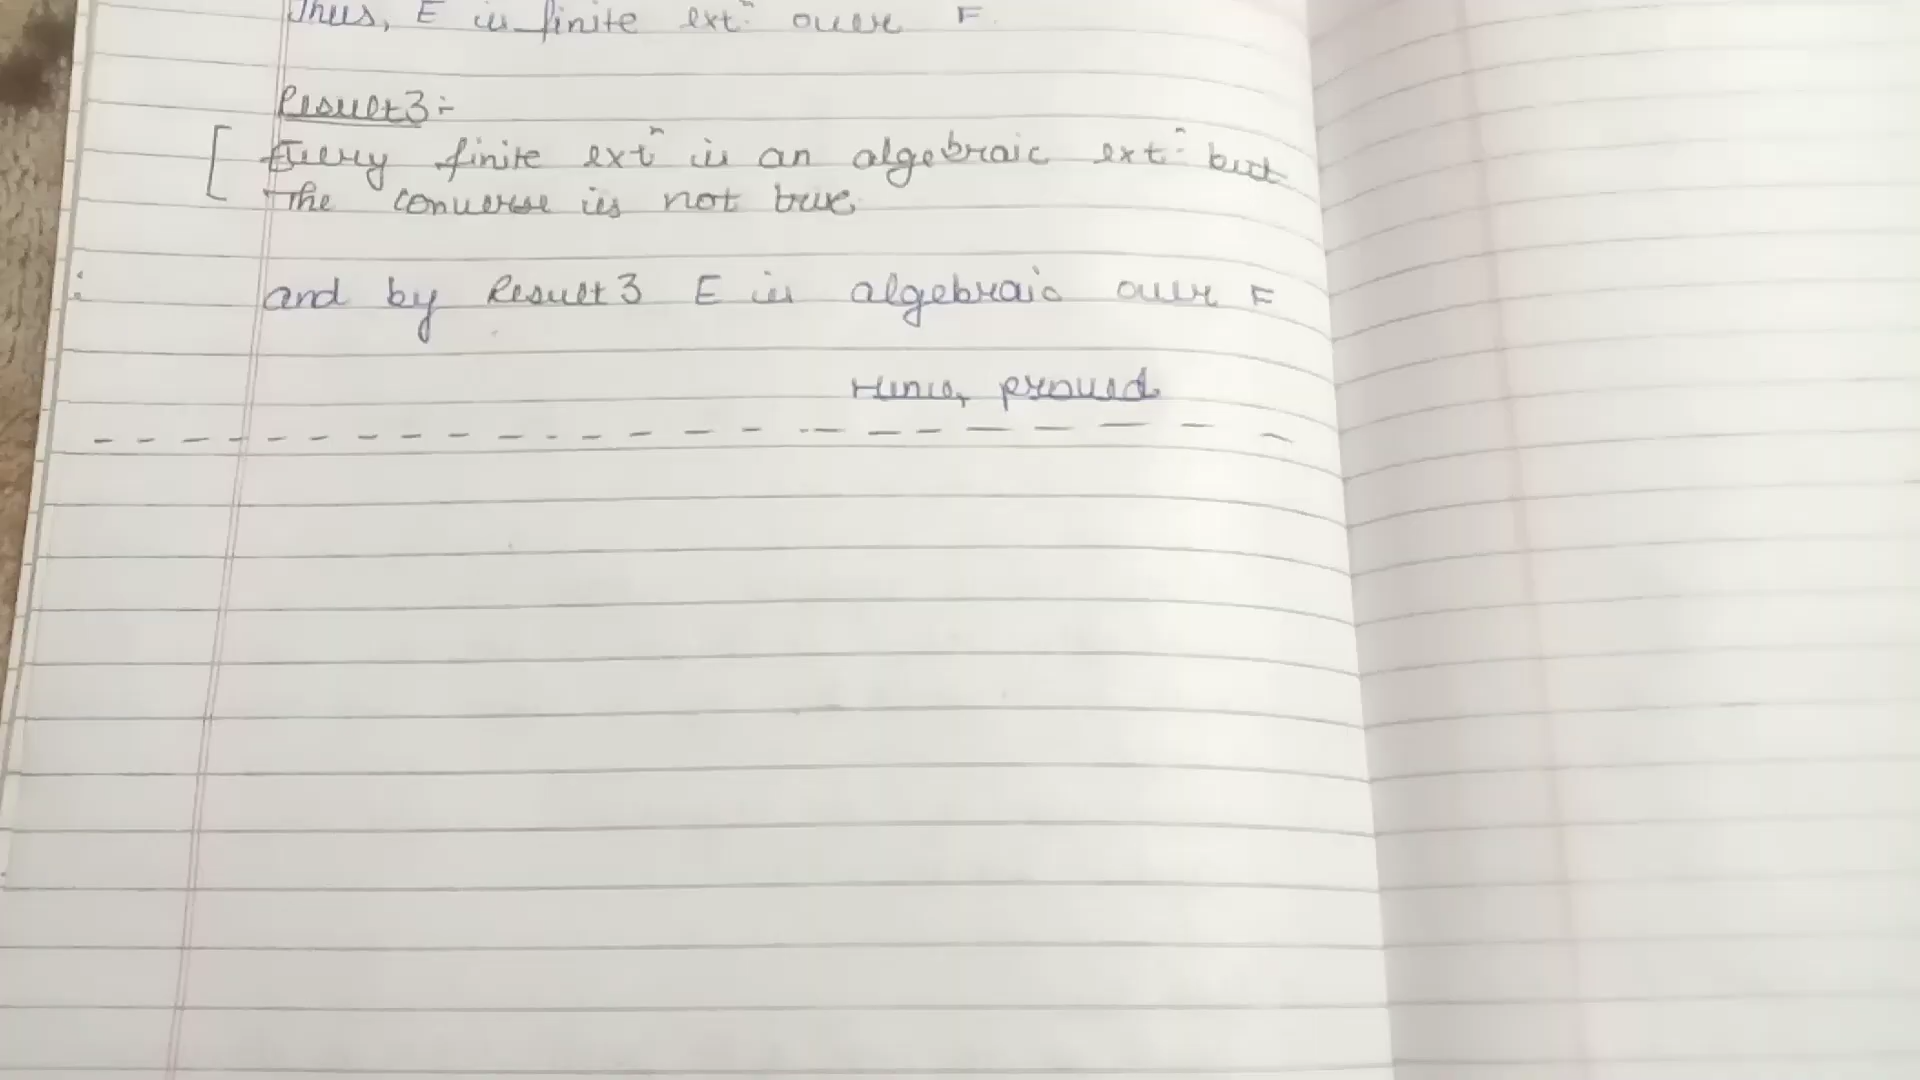 Thus, E is finite extⁿ over F.
Result 3:-
[ Every finite extⁿ is an algebraic extⁿ but
the converse is not true.
∴ and by Result 3 E is algebraic over F
Hence, proved